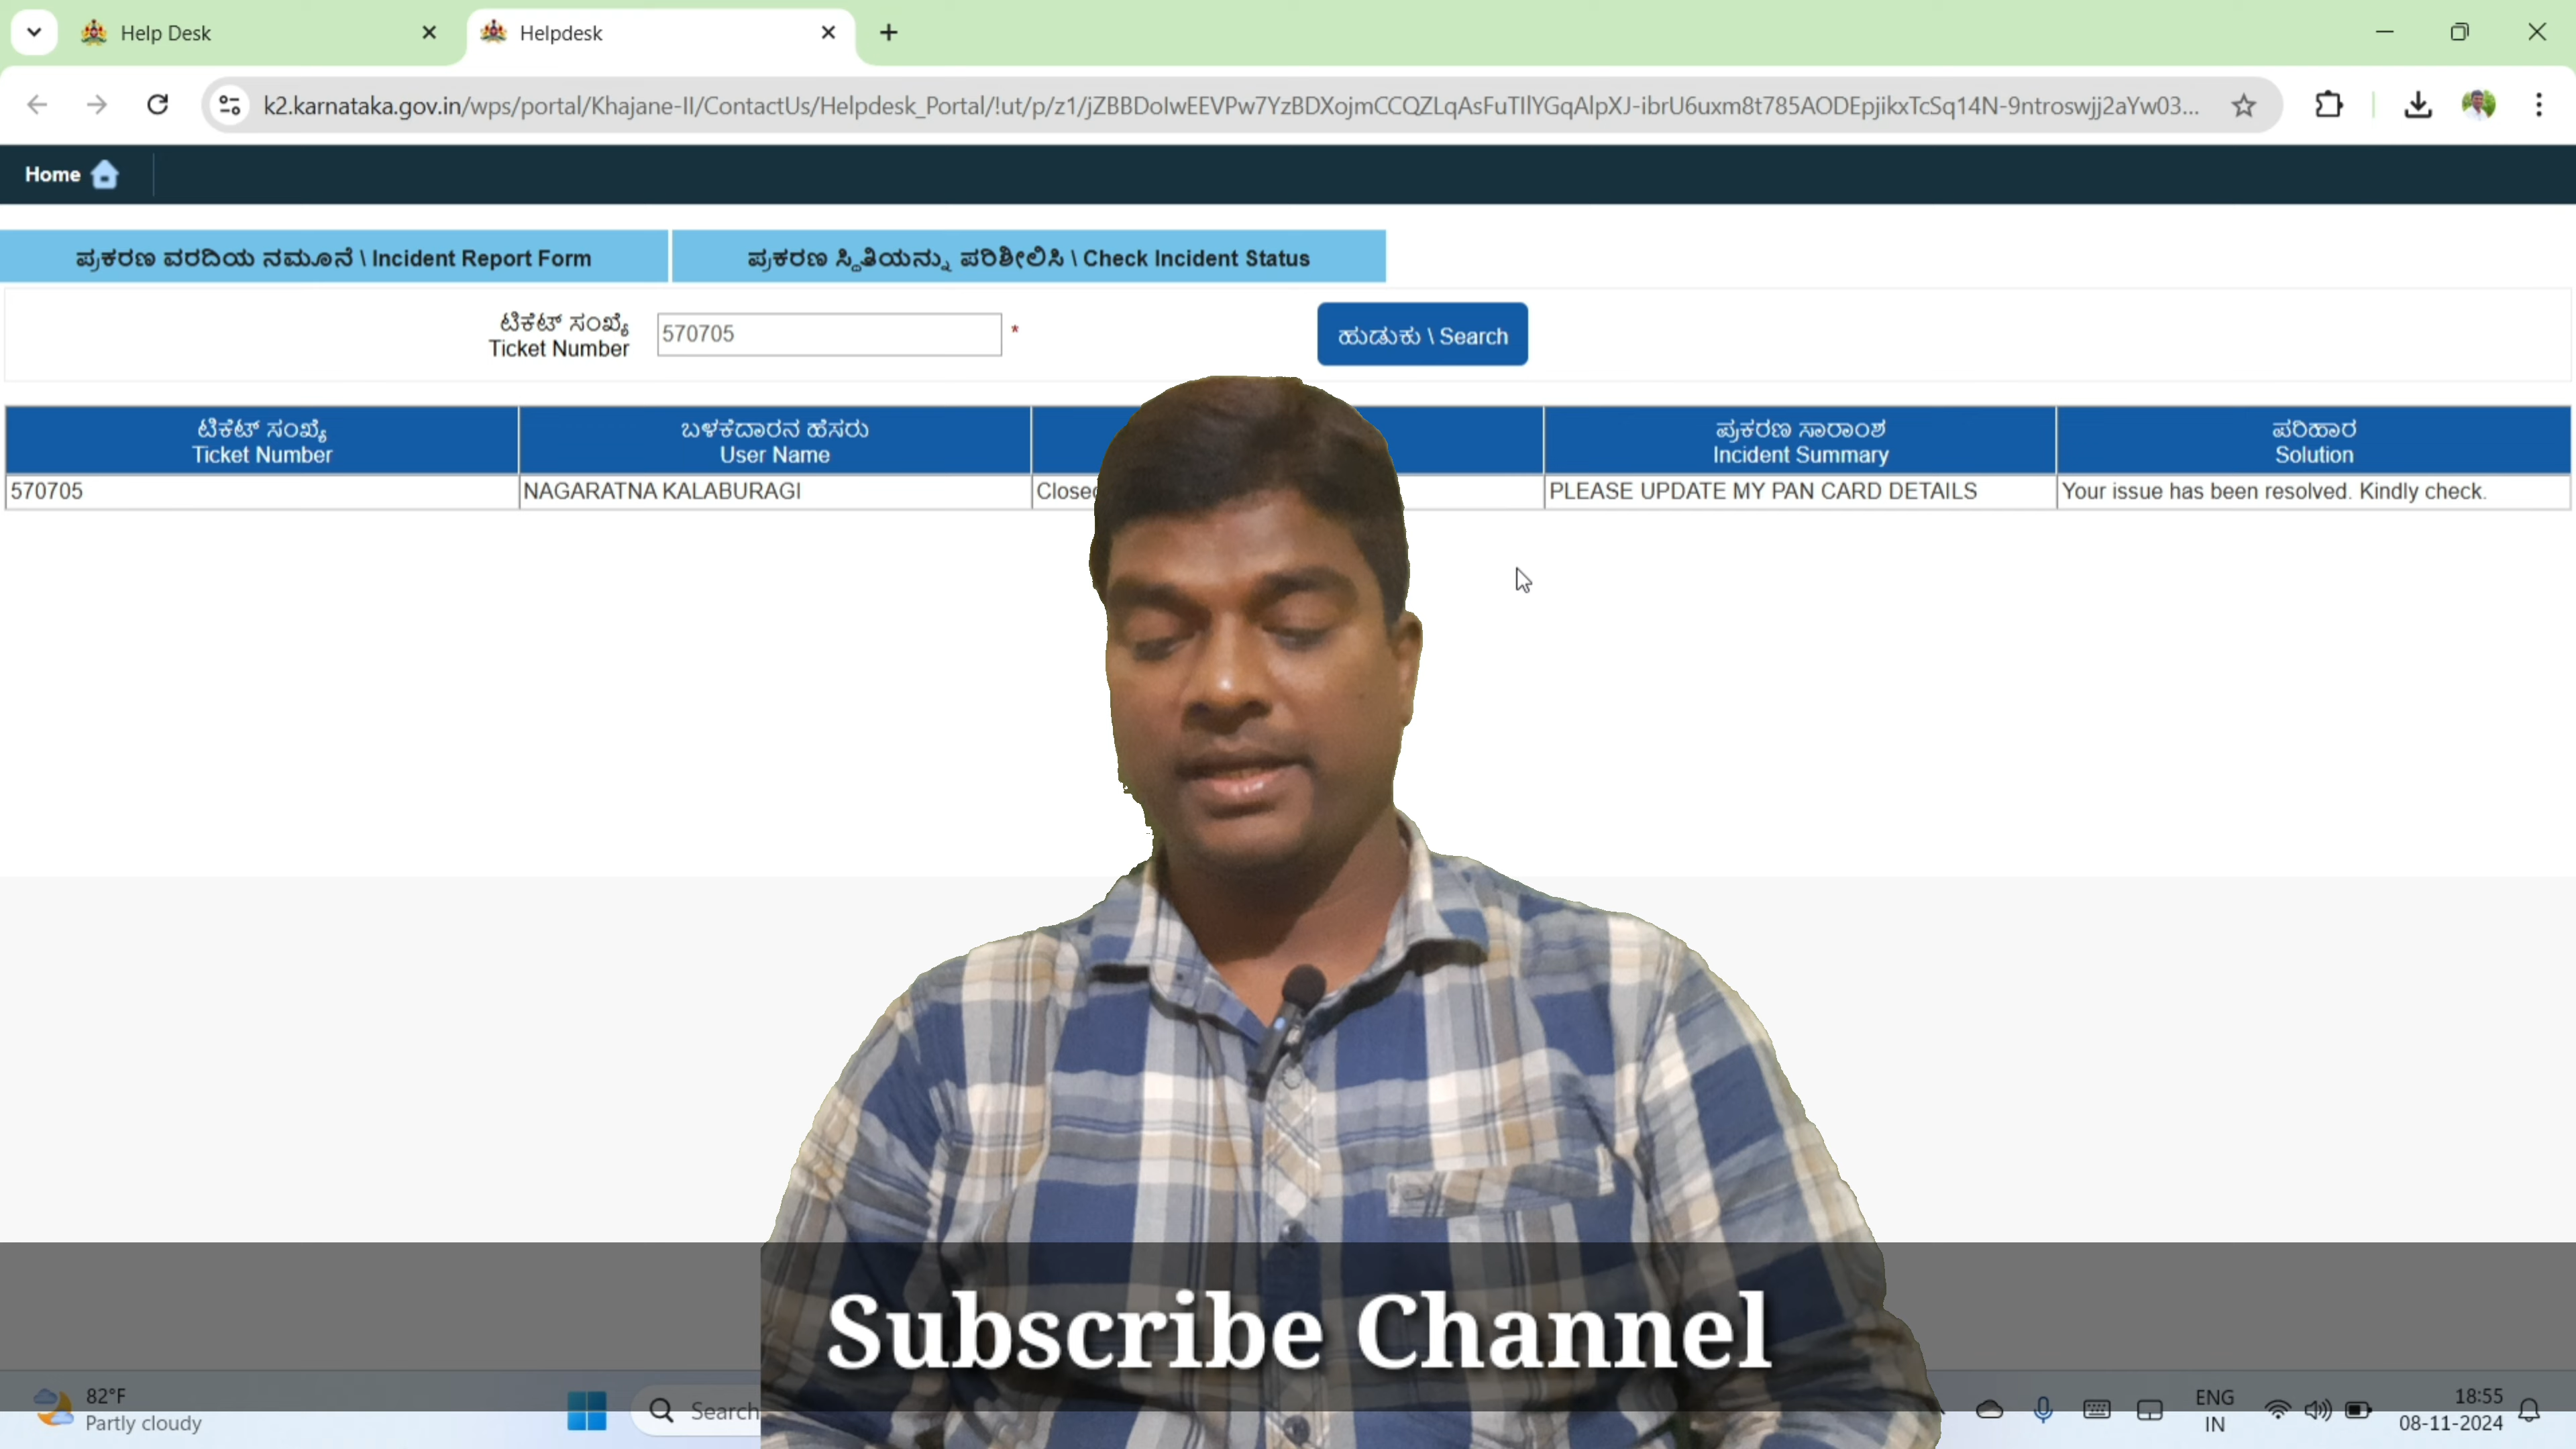 Help Desk
Helpdesk
k2.karnataka.gov.in/wps/portal/Khajane-II/ContactUs/Helpdesk_Portal/!ut/p/z1/jZBBDoIwEEVPw7YzBDXojmCCQZLqAsFuTIlYGqAlpXJ-ibrU6uxm8t785AODEpjikxTcSq14N-9ntroswjj2aYw03...
Home
ಪ್ರಕರಣ ವರದಿಯ ನಮೂನೆ \ Incident Report Form
ಪ್ರಕರಣ ಸ್ಥಿತಿಯನ್ನು ಪರಿಶೀಲಿಸಿ \ Check Incident Status
ಟಿಕೆಟ್ ಸಂಖ್ಯೆ
Ticket Number
570705
*
ಹುಡುಕು \ Search
ಟಿಕೆಟ್ ಸಂಖ್ಯೆ
Ticket Number
ಬಳಕೆದಾರನ ಹೆಸರು
User Name
ಪ್ರಕರಣ ಸಾರಾಂಶ
Incident Summary
ಪರಿಹಾರ
Solution
570705
NAGARATNA KALABURAGI
PLEASE UPDATE MY PAN CARD DETAILS
Your issue has been resolved. Kindly check.
Subscribe Channel
82°F
Partly cloudy
Search
ENG
IN
18:55
08-11-2024